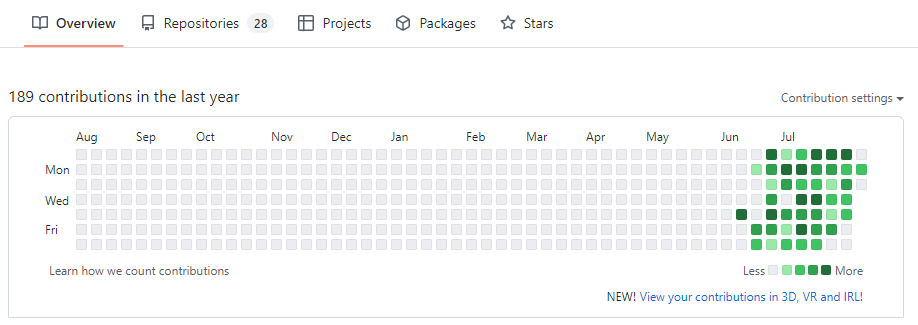 Overview Repositories 28 Projects Packages Stars
189 contributions in the last year
Contribution settings
Aug Sep Oct Nov Dec Jan Feb Mar Apr May Jun Jul
Mon
Wed
Fri
Learn how we count contributions
Less More
NEW! View your contributions in 3D, VR and IRL!